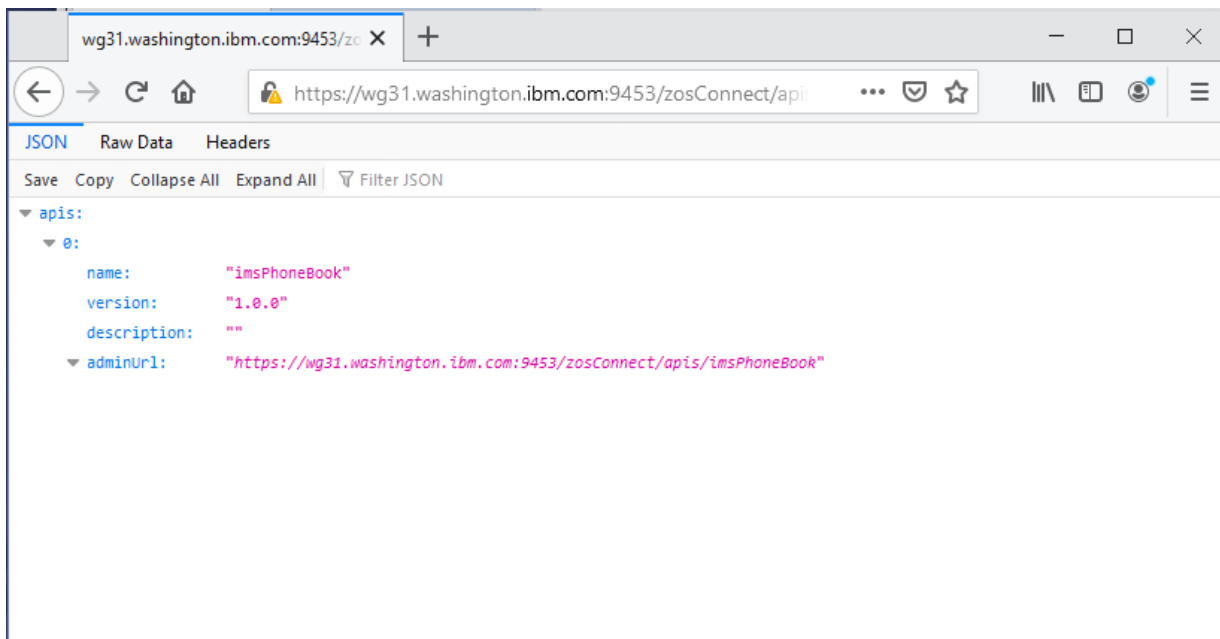 wg31.washington.ibm.com:9453/zo
https://wg31.washington.ibm.com:9453/zosConnect/api
JSON Raw Data Headers
Save Copy Collapse All Expand All Filter JSON
apis:
0:
name: "imsPhoneBook"
version: "1.0.0"
description: ""
adminUrl: "https://wg31.washington.ibm.com:9453/zosConnect/apis/imsPhoneBook"